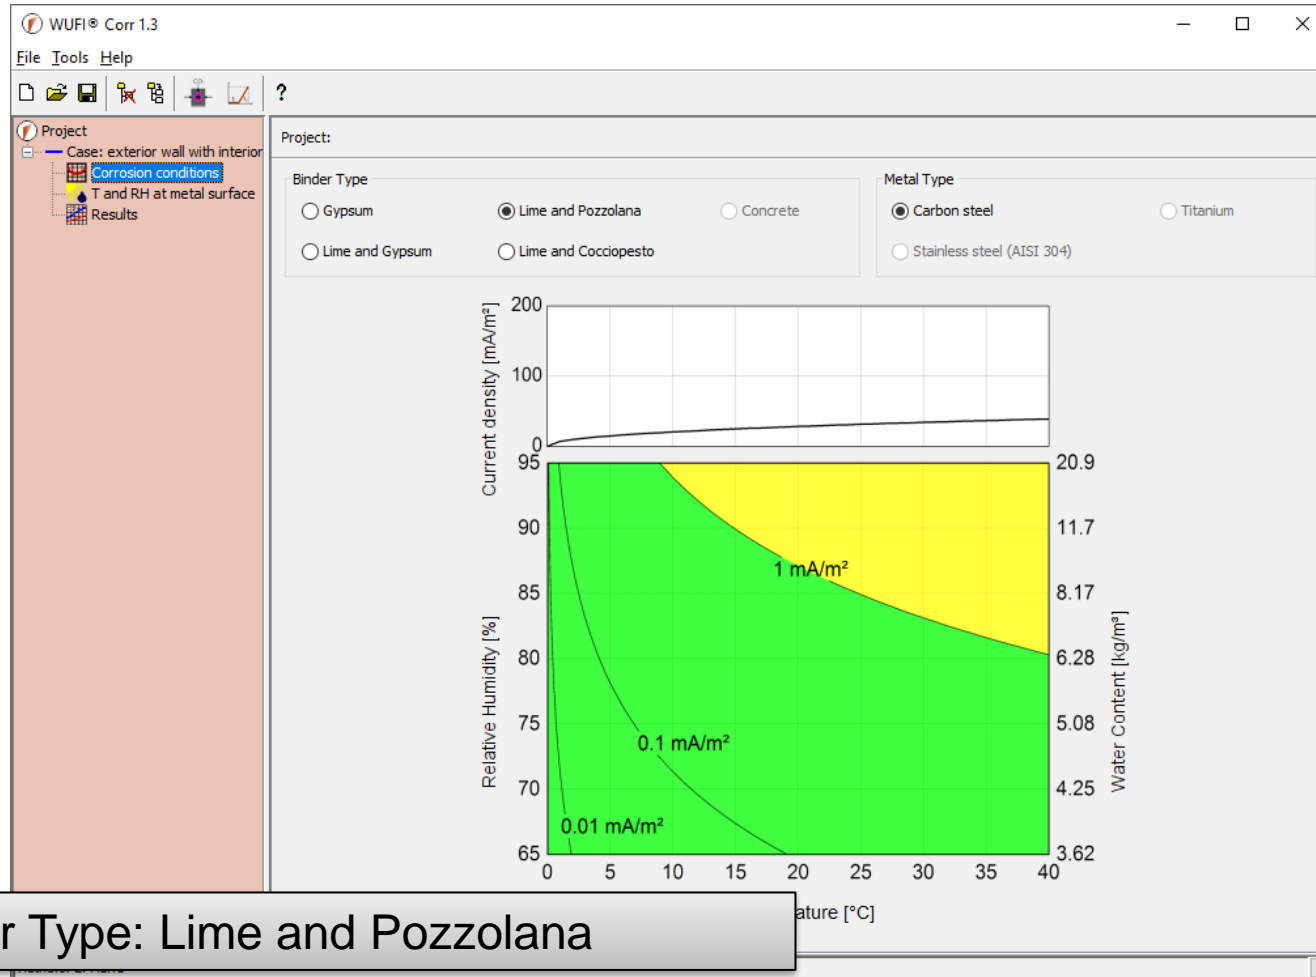 WUFI® Corr 1.3
File Tools Help
?
Project
Case: exterior wall with interior
Corrosion conditions
T and RH at metal surface
Results
Project:
Binder Type
Gypsum
Lime and Pozzolana
Concrete
Lime and Gypsum
Lime and Cocciopesto
Metal Type
Carbon steel
Titanium
Stainless steel (AISI 304)
Current density [mA/m²]
200
100
0
Relative Humidity [%]
95
90
85
80
75
70
65
1 mA/m²
0.1 mA/m²
0.01 mA/m²
20.9
11.7
8.17
6.28
5.08
4.25
3.62
Water Content [kg/m³]
0 5 10 15 20 25 30 35 40
ature [°C]
r Type: Lime and Pozzolana